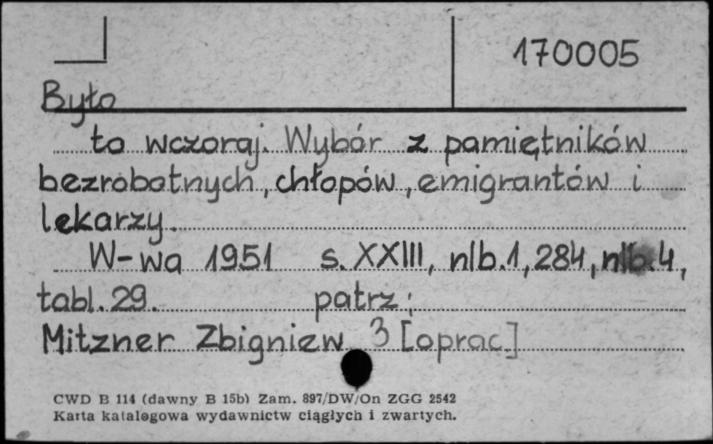 170005
Było
to wczoraj. Wybór z pamiętników
bezrobotnych, chłopów, emigrantów i
lekarzy.
W-wa 1951 s. XXIII, nlb.1, 284, nlb.4,
tabl. 29. patrz:
Mitzner Zbigniew 3 [oprac.]
CWD B 114 (dawny B 15b) Zam. 897/DW/On ZGG 2542
Karta katalogowa wydawnictw ciągłych i zwartych.